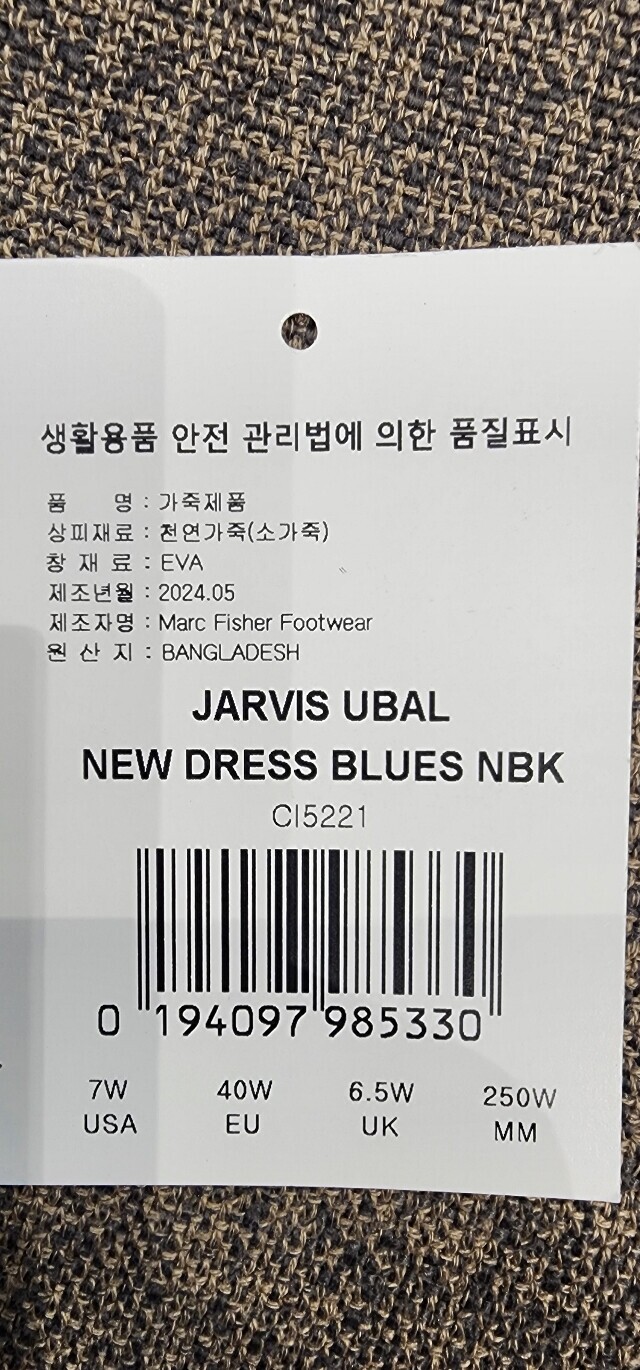 생활용품 안전 관리법에 의한 품질표시
품 명 : 가죽제품
상피재료 : 천연가죽(소가죽)
창 재 료 : EVA
제조년월 : 2024.05
제조자명 : Marc Fisher Footwear
원 산 지 : BANGLADESH
JARVIS UBAL
NEW DRESS BLUES NBK
CI5221
0 194097 985330
7W 40W 6.5W 250W
USA EU UK MM